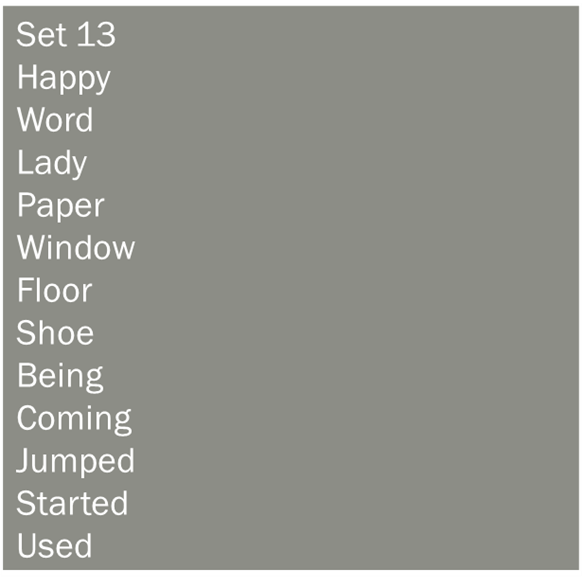 Set 13
Happy
Word
Lady
Paper
Window
Floor
Shoe
Being
Coming
Jumped
Started
Used